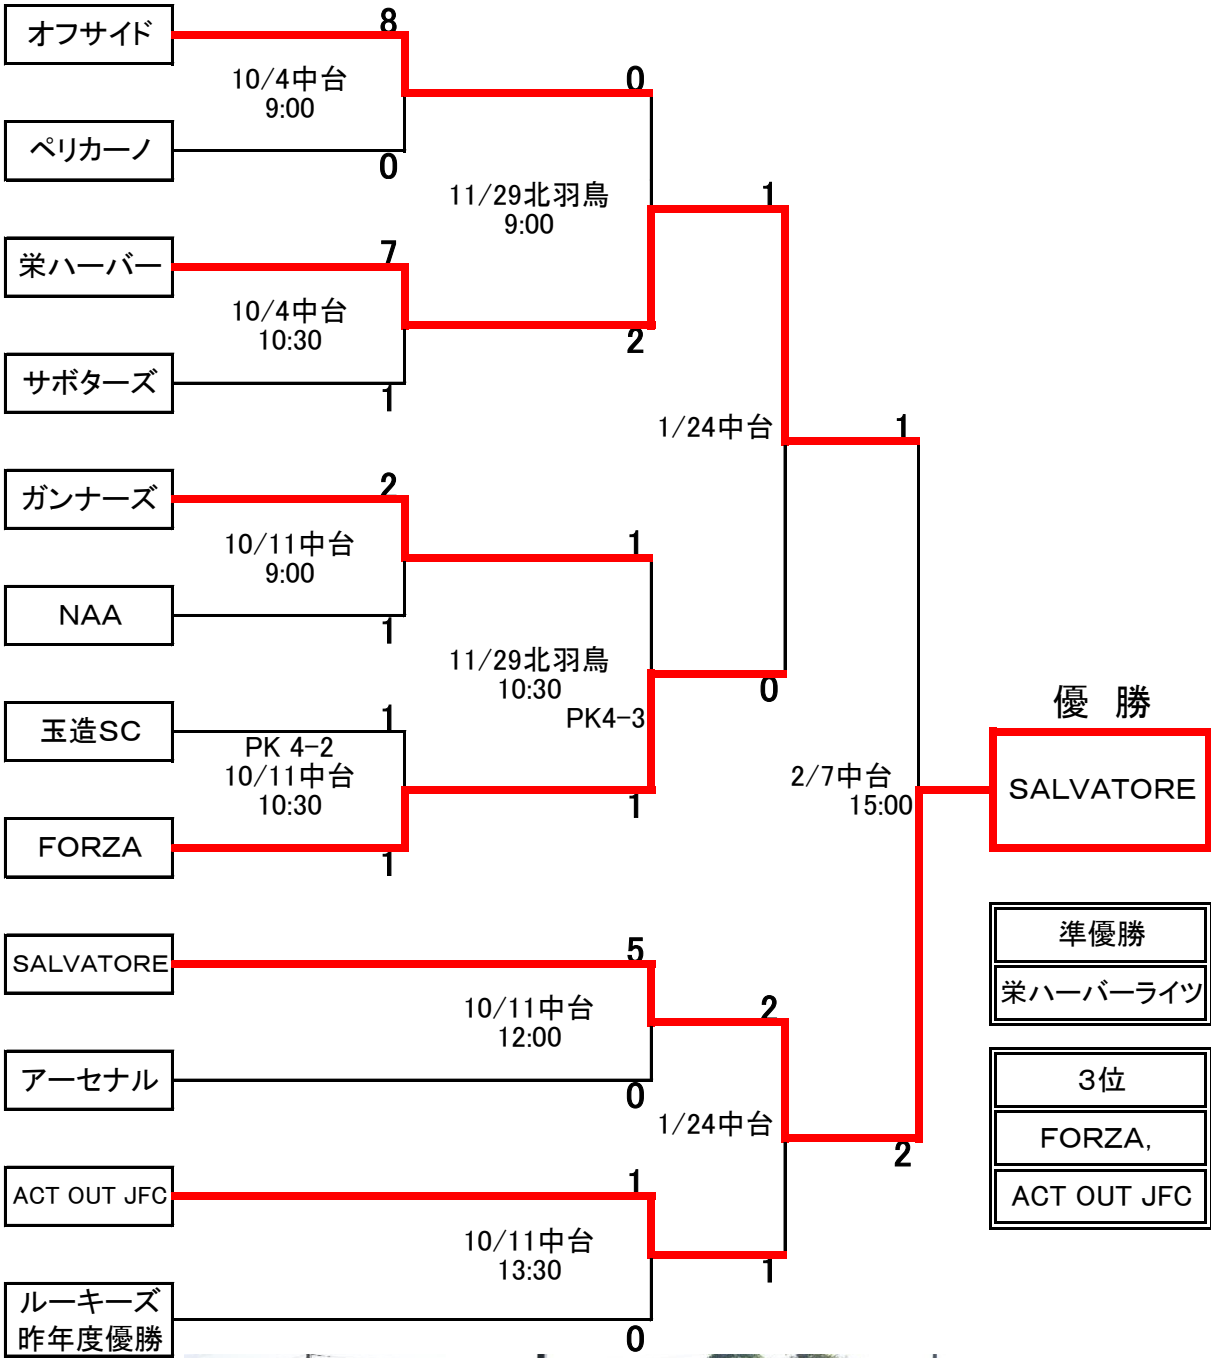 オフサイド
8
10/4中台
9:00
ペリカーノ
0
0
11/29北羽鳥
9:00
栄ハーバー
7
10/4中台
10:30
サボターズ
1
2
1
1/24中台
1
ガンナーズ
2
10/11中台
9:00
NAA
1
1
11/29北羽鳥
10:30
PK4-3
玉造SC
1
PK 4-2
10/11中台
10:30
FORZA
1
1
0
2/7中台
15:00
優 勝
SALVATORE
SALVATORE
5
10/11中台
12:00
アーセナル
0
2
1/24中台
2
ACT OUT JFC
1
10/11中台
13:30
ルーキーズ
昨年度優勝
0
1
準優勝
栄ハーバーライツ
3位
FORZA,
ACT OUT JFC